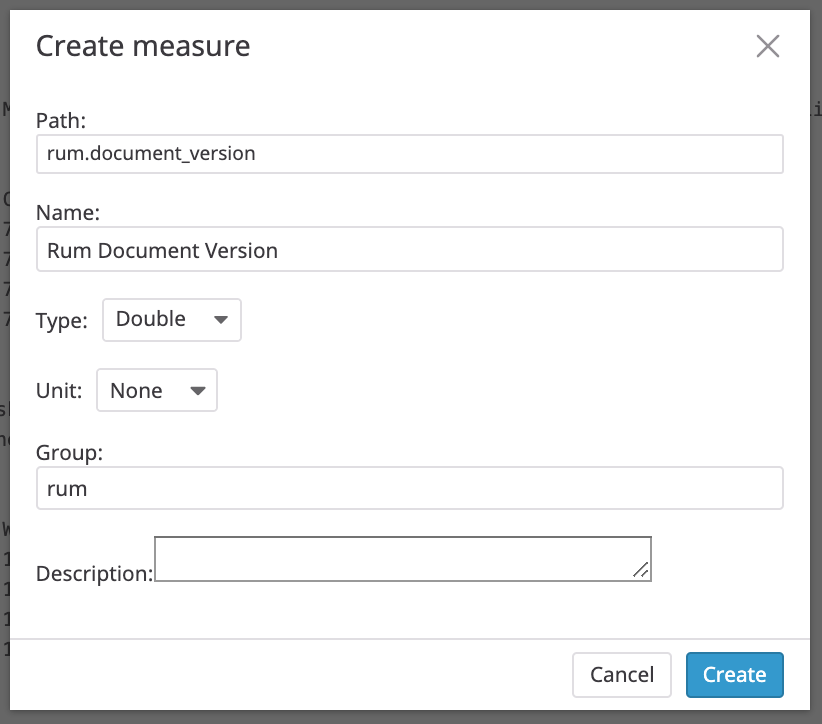 Create measure
Path:
rum.document_version
Name:
Rum Document Version
Type: Double
Unit: None
Group:
rum
Description:
Cancel Create